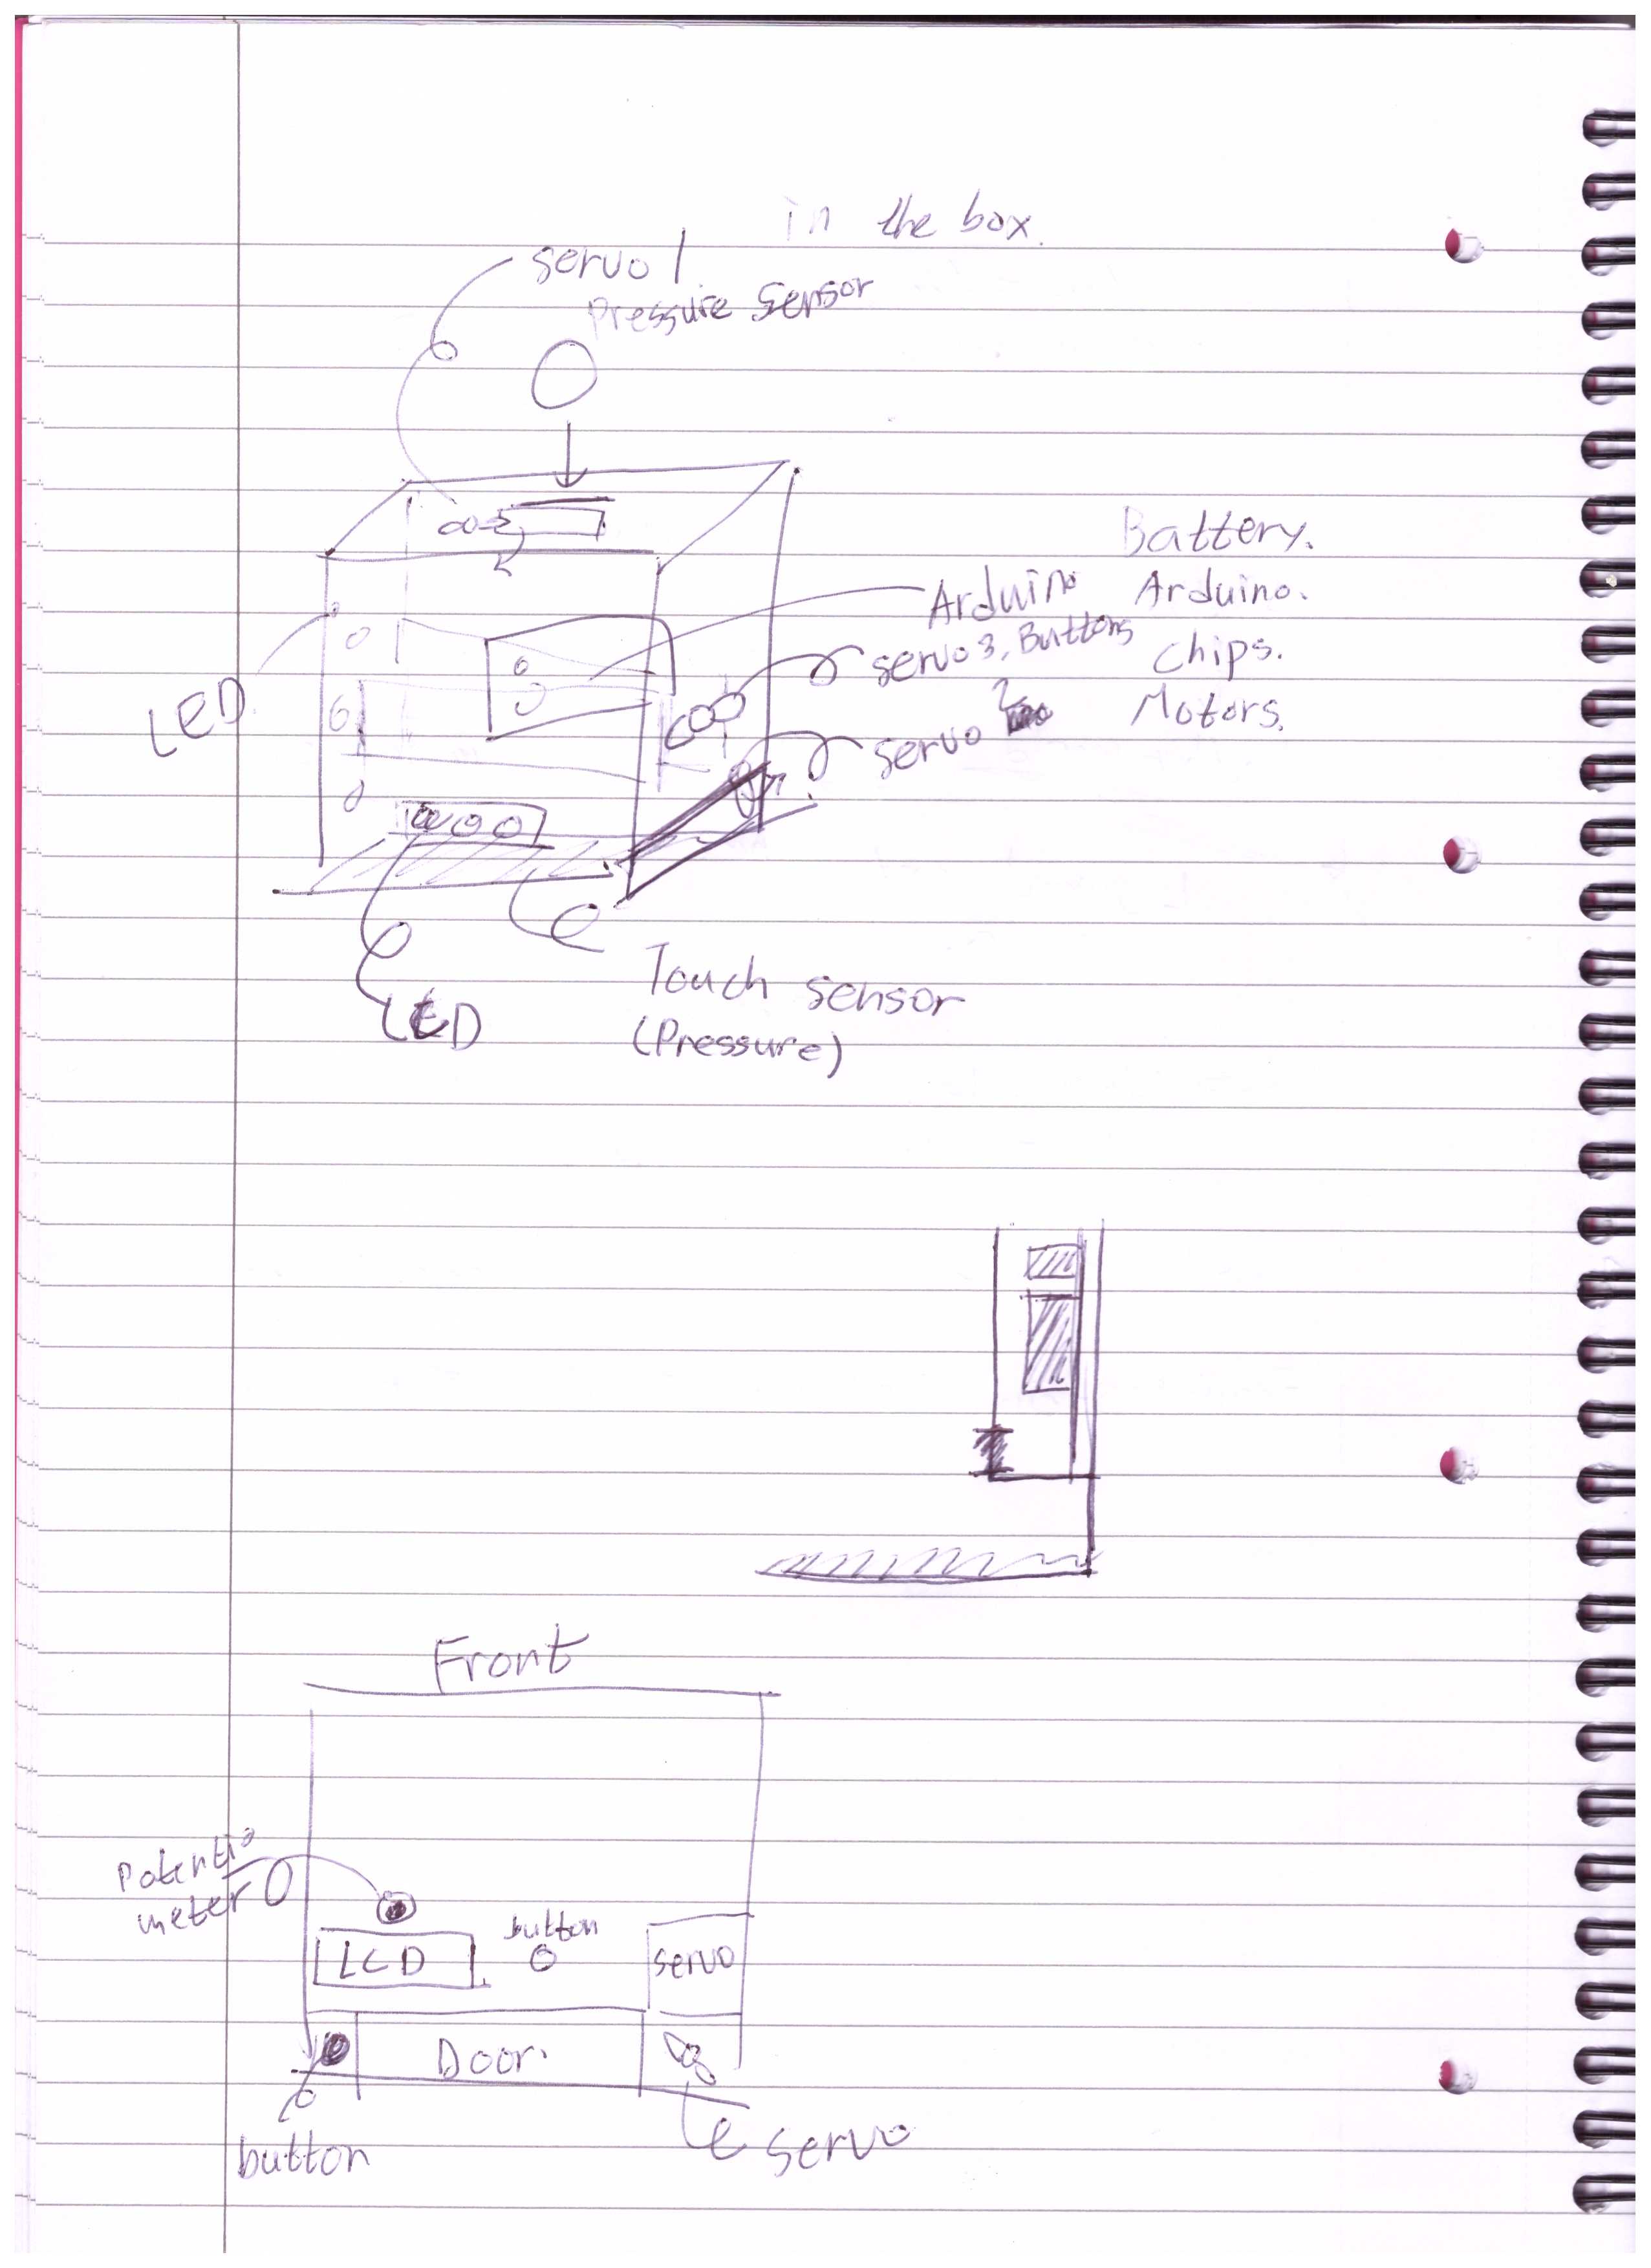 in the box.
servo 1
Pressure Sensor
Battery.
Arduino
Arduino.
servo 3, Buttons
Chips.
LED
servo 2
Motors.
Touch sensor
(Pressure)
LED
Front
Potentio
meter
button
LCD
servo
Door.
button
servo